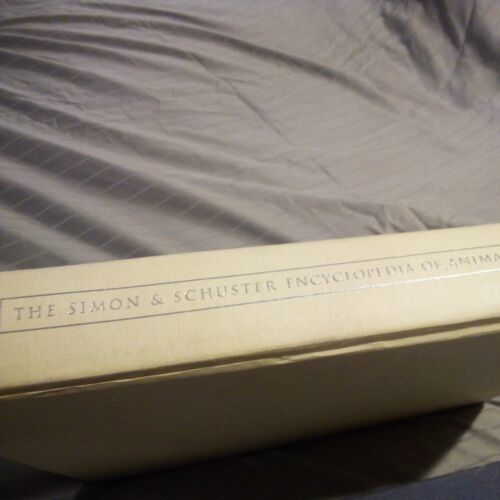 THE SIMON & SCHUSTER ENCYCLOPEDIA OF ANIMA